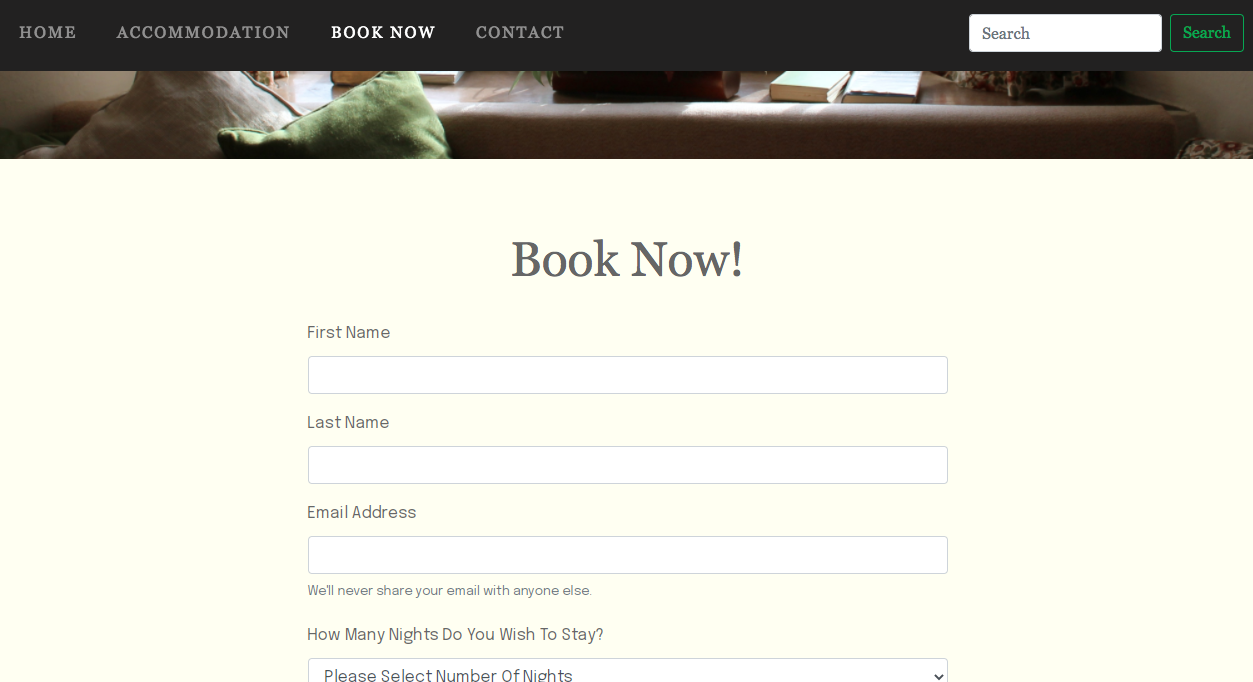 HOME ACCOMMODATION BOOK NOW CONTACT Search Search
Book Now!
First Name
Last Name
Email Address
We'll never share your email with anyone else.
How Many Nights Do You Wish To Stay?
Please Select Number Of Nights